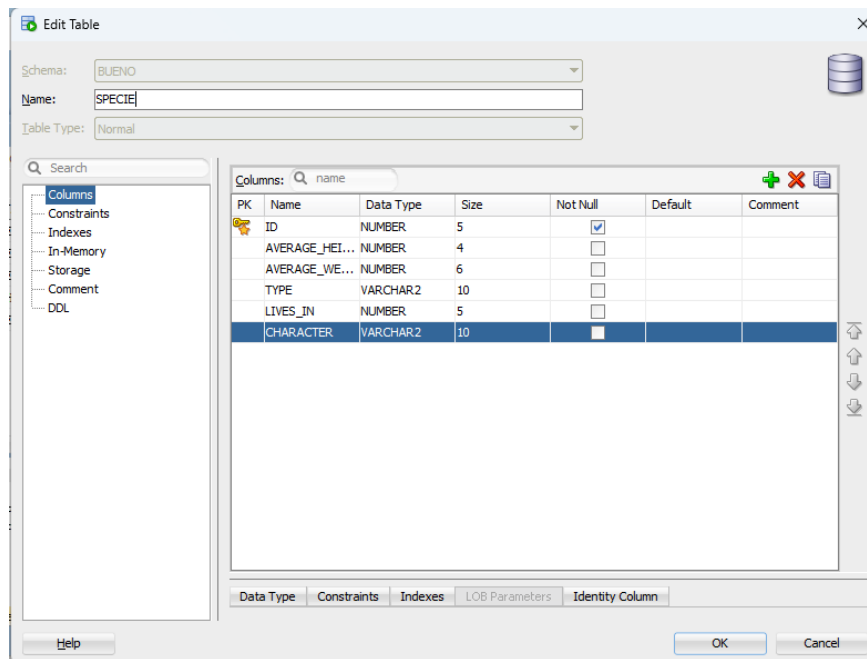 Edit Table
Schema: BUENO
Name: SPECIE
Table Type: Normal
Search
Columns
Constraints
Indexes
In-Memory
Storage
Comment
DDL
Columns: name
PK Name Data Type Size Not Null Default Comment
ID NUMBER 5
AVERAGE_HEI... NUMBER 4
AVERAGE_WE... NUMBER 6
TYPE VARCHAR2 10
LIVES_IN NUMBER 5
CHARACTER VARCHAR2 10
Data Type Constraints Indexes LOB Parameters Identity Column
Help OK Cancel